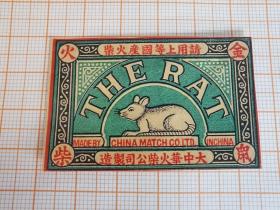 請用上等國産火柴
金鼠
火柴
THE RAT
MADE BY CHINA MATCH CO. LTD. IN CHINA
大中華火柴公司製造